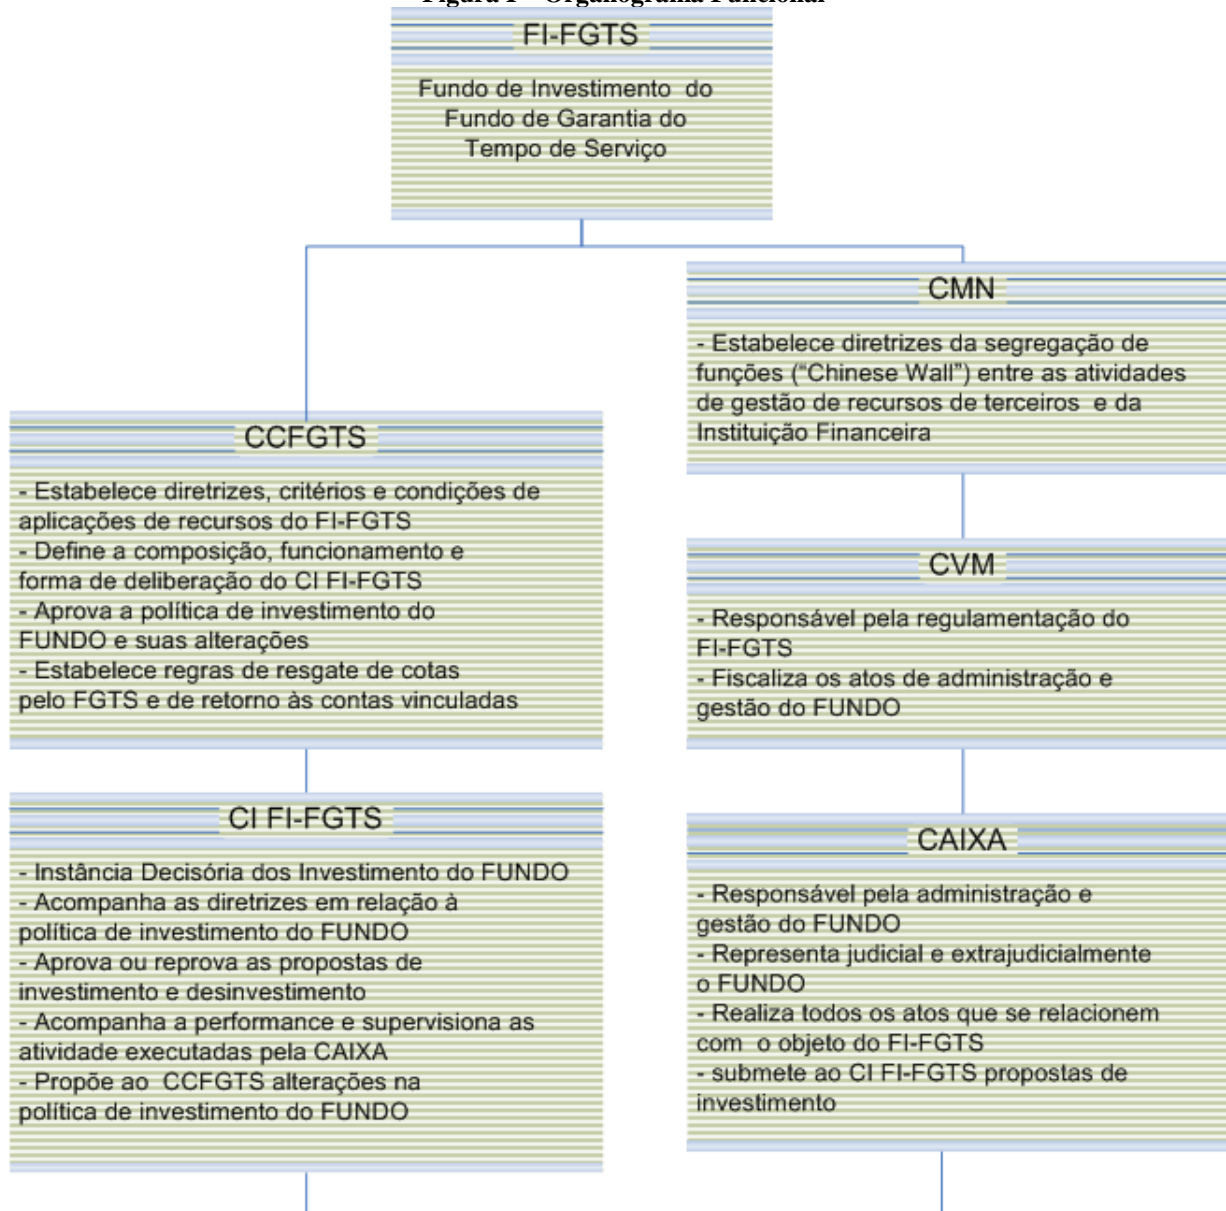 Figura 1 – Organograma Funcional
FI-FGTS
Fundo de Investimento do
Fundo de Garantia do
Tempo de Serviço
CCFGTS
- Estabelece diretrizes, critérios e condições de
aplicações de recursos do FI-FGTS
- Define a composição, funcionamento e
forma de deliberação do CI FI-FGTS
- Aprova a política de investimento do
FUNDO e suas alterações
- Estabelece regras de resgate de cotas
pelo FGTS e de retorno às contas vinculadas
CI FI-FGTS
- Instância Decisória dos Investimento do FUNDO
- Acompanha as diretrizes em relação à
política de investimento do FUNDO
- Aprova ou reprova as propostas de
investimento e desinvestimento
- Acompanha a performance e supervisiona as
atividade executadas pela CAIXA
- Propõe ao CCFGTS alterações na
política de investimento do FUNDO
CMN
- Estabelece diretrizes da segregação de
funções (“Chinese Wall”) entre as atividades
de gestão de recursos de terceiros e da
Instituição Financeira
CVM
- Responsável pela regulamentação do
FI-FGTS
- Fiscaliza os atos de administração e
gestão do FUNDO
CAIXA
- Responsável pela administração e
gestão do FUNDO
- Representa judicial e extrajudicialmente
o FUNDO
- Realiza todos os atos que se relacionem
com o objeto do FI-FGTS
- submete ao CI FI-FGTS propostas de
investimento